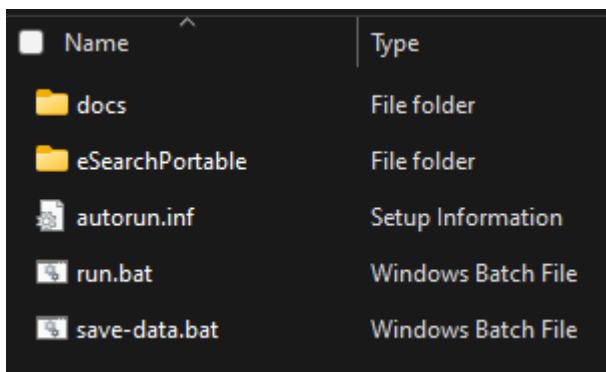 Name Type
docs File folder
eSearchPortable File folder
autorun.inf Setup Information
run.bat Windows Batch File
save-data.bat Windows Batch File